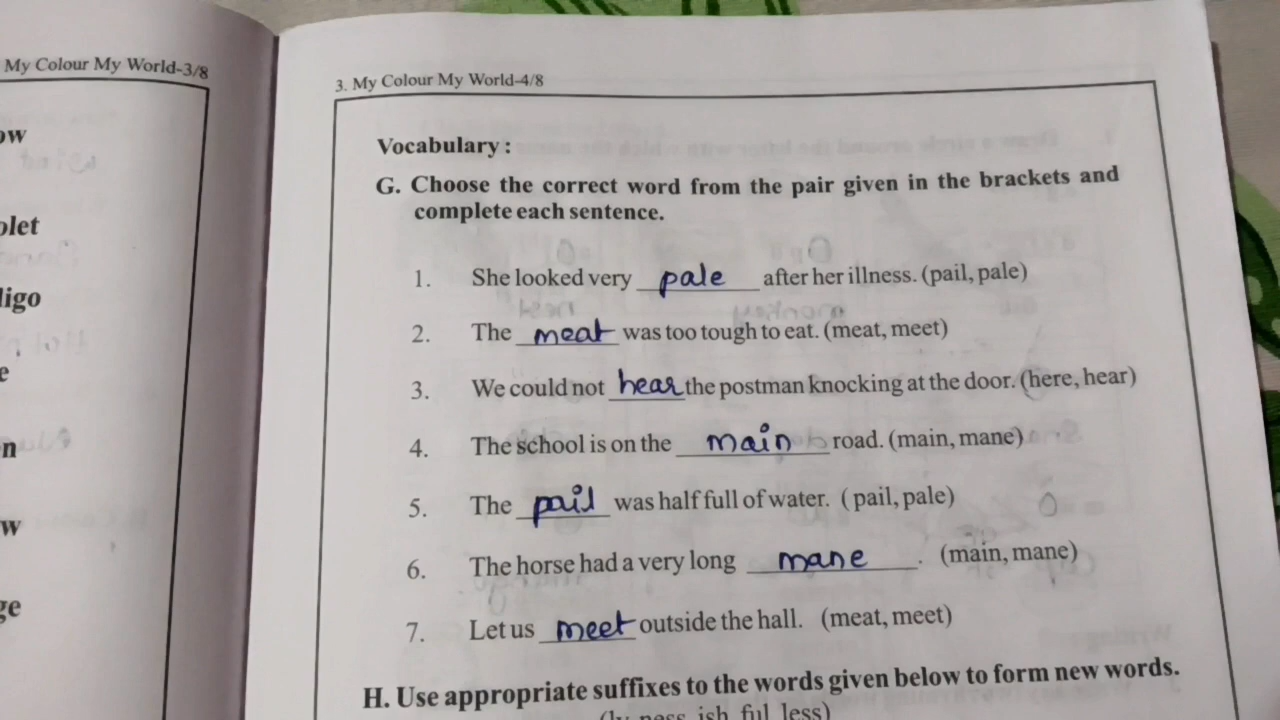 My Colour My World-3/8
ow
olet
ligo
e
n
w
ge
3. My Colour My World-4/8
Vocabulary :
G. Choose the correct word from the pair given in the brackets and
complete each sentence.
1. She looked very pale after her illness. (pail, pale)
2. The meat was too tough to eat. (meat, meet)
3. We could not hear the postman knocking at the door. (here, hear)
4. The school is on the main road. (main, mane)
5. The pail was half full of water. ( pail, pale)
6. The horse had a very long mane . (main, mane)
7. Let us meet outside the hall. (meat, meet)
H. Use appropriate suffixes to the words given below to form new words.
(ly, ness, ish, ful, less)